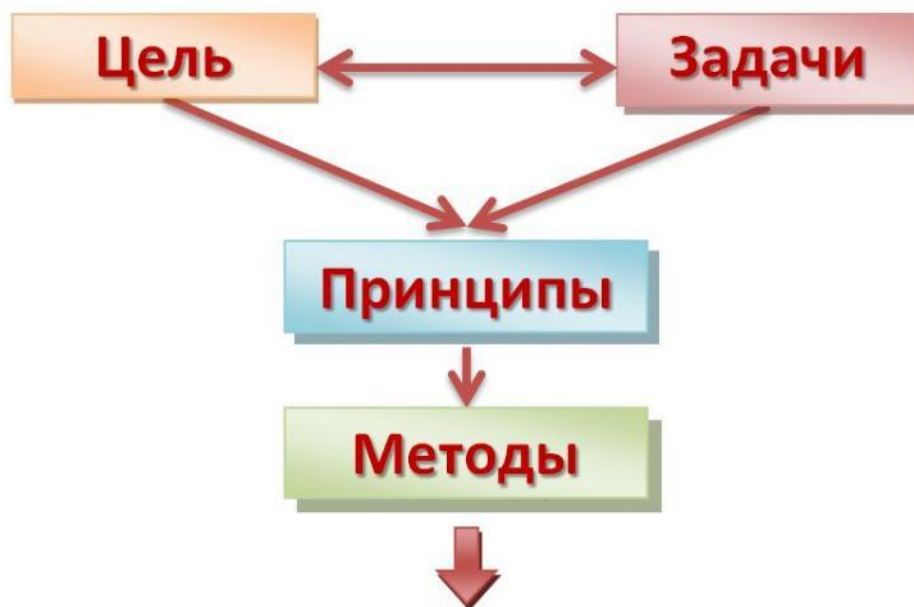 Цель
Задачи
Принципы
Методы